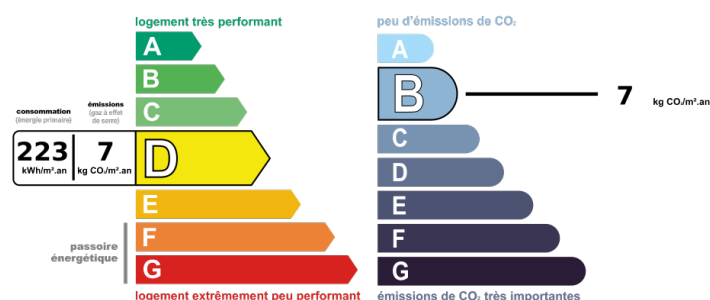 logement très performant
A
B
C
consommation
(énergie primaire)
émissions
(gaz à effet
de serre)
223
kWh/m².an
7
kg CO₂/m².an
D
E
F
G
passoire
énergétique
logement extrêmement peu performant
peu d'émissions de CO₂
A
B
7
kg CO₂/m².an
C
D
E
F
G
émissions de CO₂ très importantes